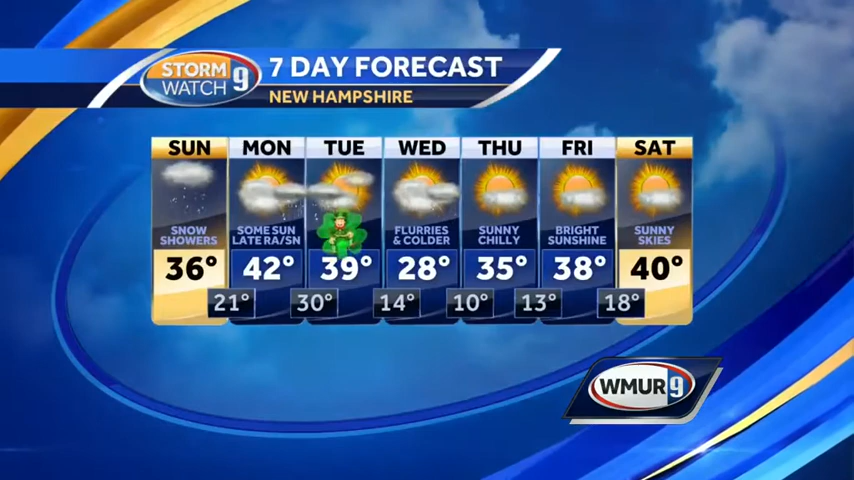 STORM
WATCH 9
7 DAY FORECAST
NEW HAMPSHIRE
SUN MON TUE WED THU FRI SAT
SNOW SHOWERS
SOME SUN LATE RA/SN
FLURRIES & COLDER
SUNNY CHILLY
BRIGHT SUNSHINE
SUNNY SKIES
36° 42° 39° 28° 35° 38° 40°
21° 30° 14° 10° 13° 18°
WMUR 9